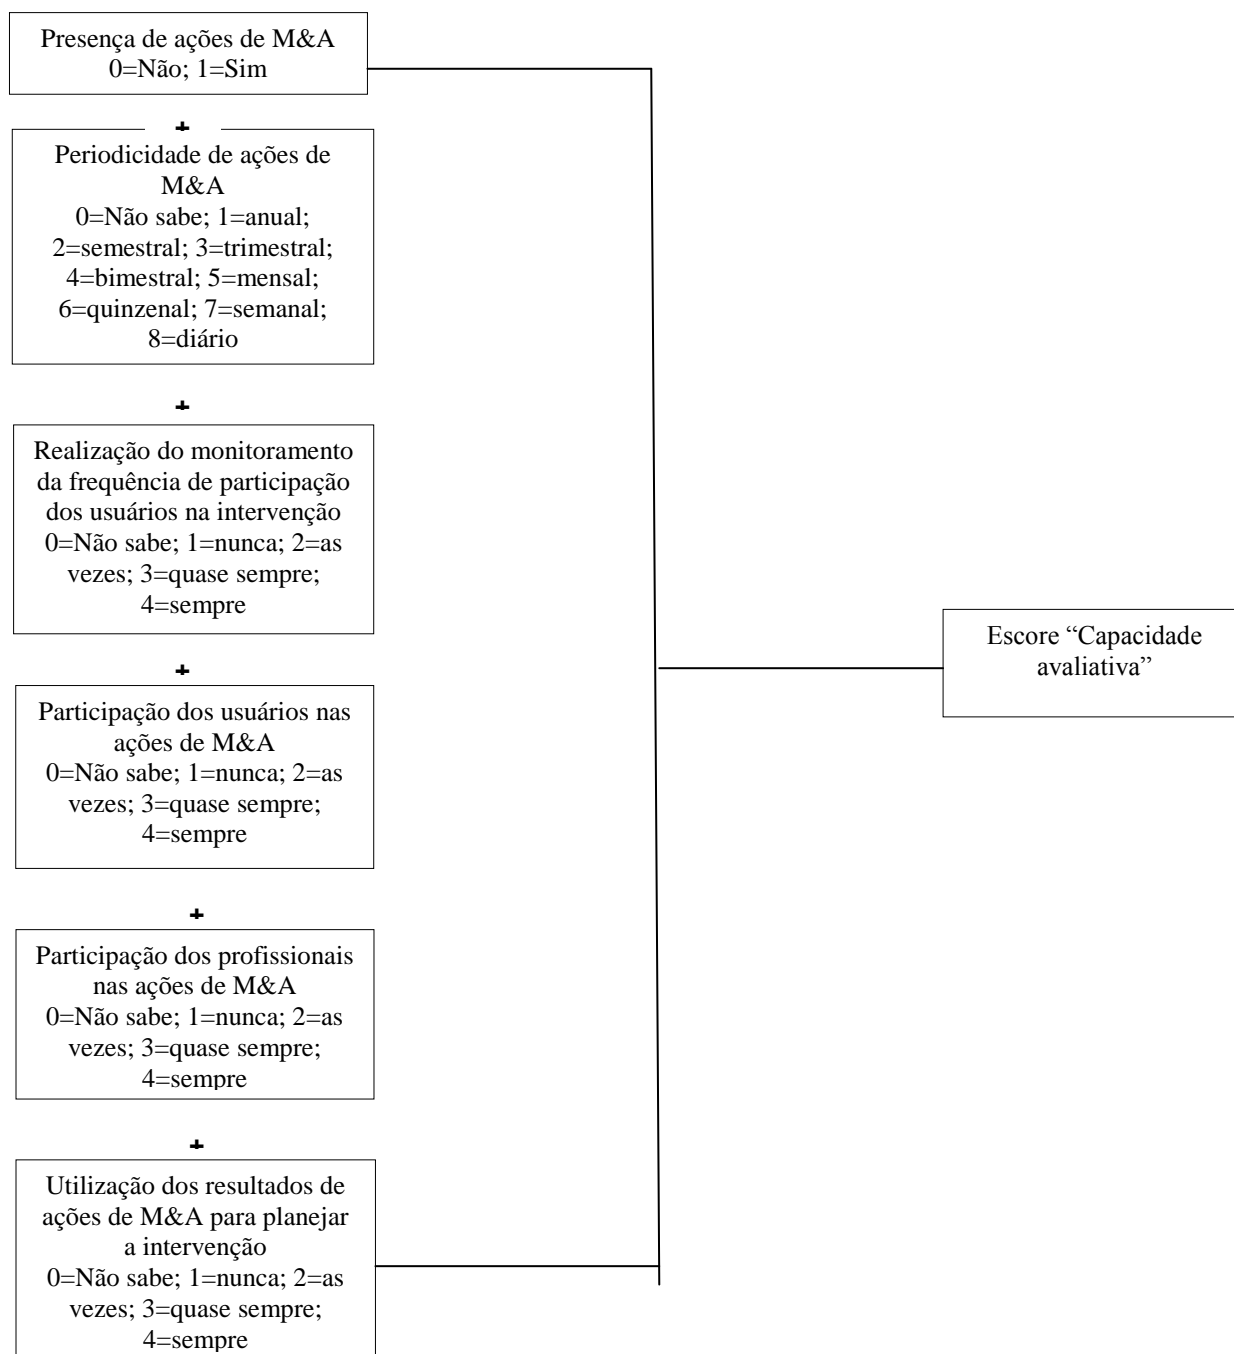 Presença de ações de M&A
0=Não; 1=Sim
+
Periodicidade de ações de
M&A
0=Não sabe; 1=anual;
2=semestral; 3=trimestral;
4=bimestral; 5=mensal;
6=quinzenal; 7=semanal;
8=diário
+
Realização do monitoramento
da frequência de participação
dos usuários na intervenção
0=Não sabe; 1=nunca; 2=as
vezes; 3=quase sempre;
4=sempre
+
Participação dos usuários nas
ações de M&A
0=Não sabe; 1=nunca; 2=as
vezes; 3=quase sempre;
4=sempre
+
Participação dos profissionais
nas ações de M&A
0=Não sabe; 1=nunca; 2=as
vezes; 3=quase sempre;
4=sempre
+
Utilização dos resultados de
ações de M&A para planejar
a intervenção
0=Não sabe; 1=nunca; 2=as
vezes; 3=quase sempre;
4=sempre
Escore “Capacidade
avaliativa”